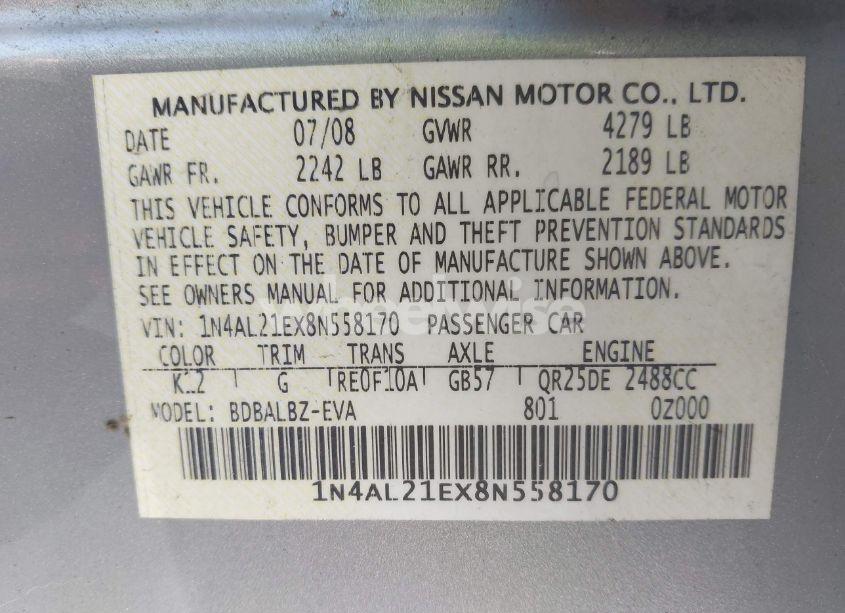 MANUFACTURED BY NISSAN MOTOR CO., LTD.
DATE 07/08 GVWR 4279 LB
GAWR FR. 2242 LB GAWR RR. 2189 LB
THIS VEHICLE CONFORMS TO ALL APPLICABLE FEDERAL MOTOR
VEHICLE SAFETY, BUMPER AND THEFT PREVENTION STANDARDS
IN EFFECT ON THE DATE OF MANUFACTURE SHOWN ABOVE.
SEE OWNERS MANUAL FOR ADDITIONAL INFORMATION.
VIN: 1N4AL21EX8N558170 PASSENGER CAR
COLOR TRIM TRANS AXLE ENGINE
G RE0F10A GB57 QR25DE 2488CC
MODEL: BDBALBZ-EVA 801 0Z000
1N4AL21EX8N558170